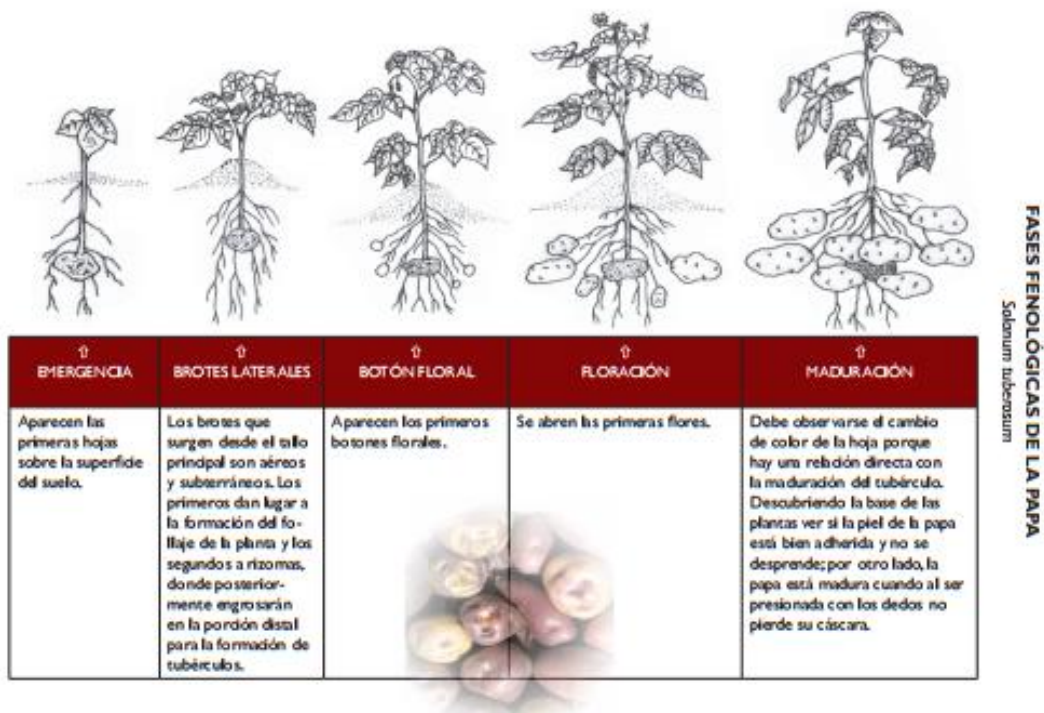 FASES FENOLÓGICAS DE LA PAPA
Solanum tuberosum
⇧
EMERGENCIA
Aparecen las
primeras hojas
sobre la superficie
del suelo.
⇧
BROTES LATERALES
Los brotes que
surgen desde el tallo
principal son aéreos
y subterráneos. Los
primeros dan lugar a
la formación del fo-
llaje de la planta y los
segundos a rizomas,
donde posterior-
mente engrosarán
en la porción distal
para la formación de
tubérculos.
⇧
BOTÓN FLORAL
Aparecen los primeros
botones florales.
⇧
FLORACIÓN
Se abren las primeras flores.
⇧
MADURACIÓN
Debe observarse el cambio
de color de la hoja porque
hay una relación directa con
la maduración del tubérculo.
Descubriendo la base de las
plantas ver si la piel de la papa
está bien adherida y no se
desprende; por otro lado, la
papa está madura cuando al ser
presionada con los dedos no
pierde su cáscara.